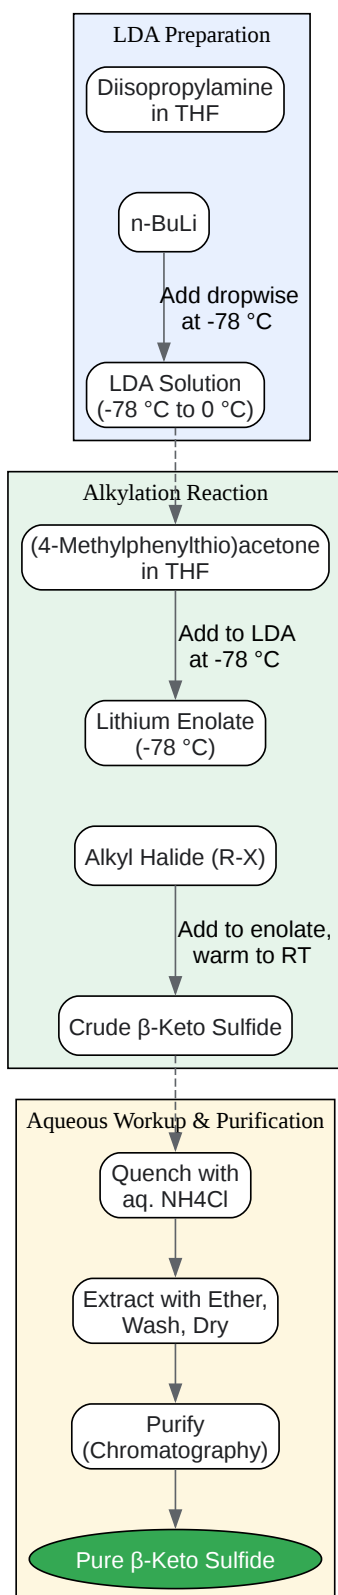 LDA Preparation
Diisopropylamine
in THF
n-BuLi
Add dropwise
at -78 °C
LDA Solution
(-78 °C to 0 °C)
Alkylation Reaction
(4-Methylphenylthio)acetone
in THF
Add to LDA
at -78 °C
Lithium Enolate
(-78 °C)
Alkyl Halide (R-X)
Add to enolate,
warm to RT
Crude β-Keto Sulfide
Aqueous Workup & Purification
Quench with
aq. NH4Cl
Extract with Ether,
Wash, Dry
Purify
(Chromatography)
Pure β-Keto Sulfide